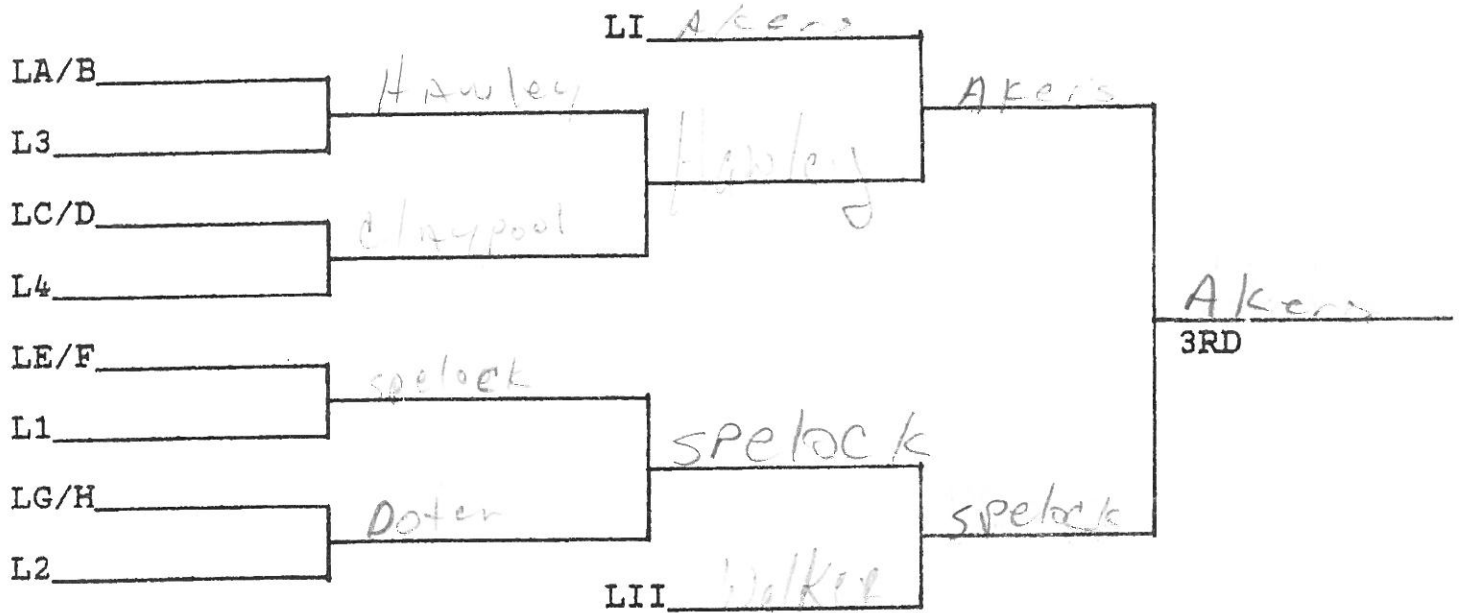 LI Akers
LA/B
Hawley
Akers
L3
Hawley
LC/D
Claypool
L4
Akers
3RD
LE/F
spelock
L1
SPelock
LG/H
Doter
spelock
L2
LII Walker